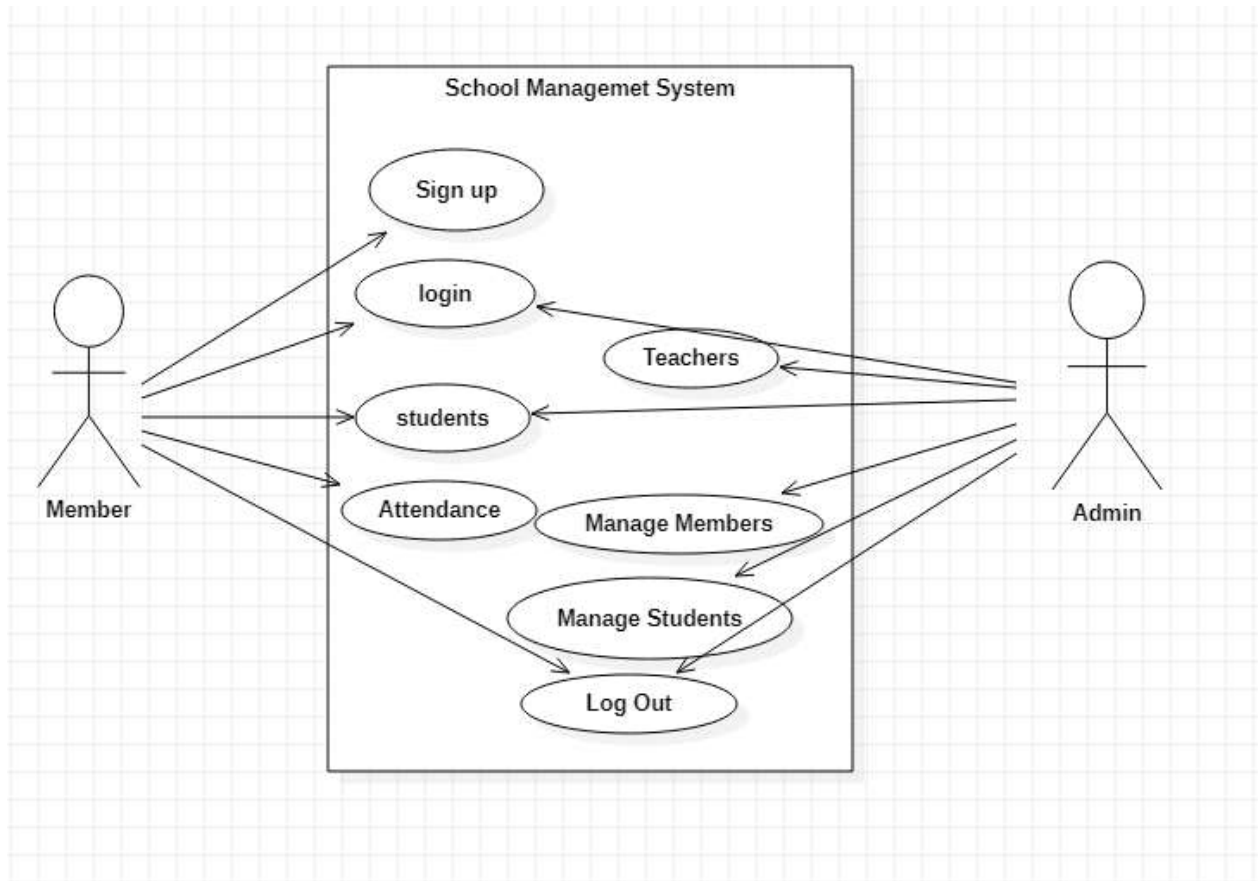 School Managemet System
Sign up
login
Teachers
students
Attendance
Manage Members
Member
Admin
Manage Students
Log Out